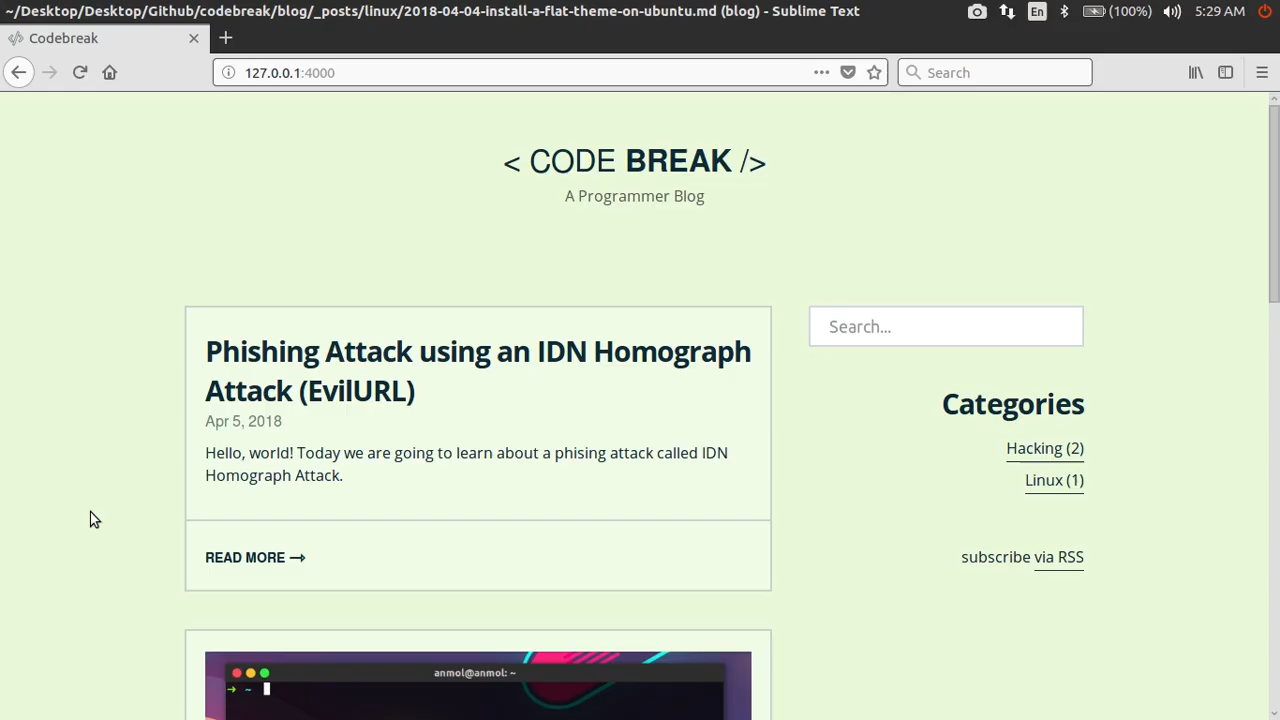 ~/Desktop/Desktop/Github/codebreak/blog/_posts/linux/2018-04-04-install-a-flat-theme-on-ubuntu.md (blog) - Sublime Text
En
(100%)
5:29 AM
Codebreak
127.0.0.1:4000
Search
< CODE BREAK />
A Programmer Blog
Phishing Attack using an IDN Homograph
Attack (EvilURL)
Apr 5, 2018
Hello, world! Today we are going to learn about a phising attack called IDN
Homograph Attack.
READ MORE →
Search...
Categories
Hacking (2)
Linux (1)
subscribe via RSS
anmol@anmol: ~
➜ ~